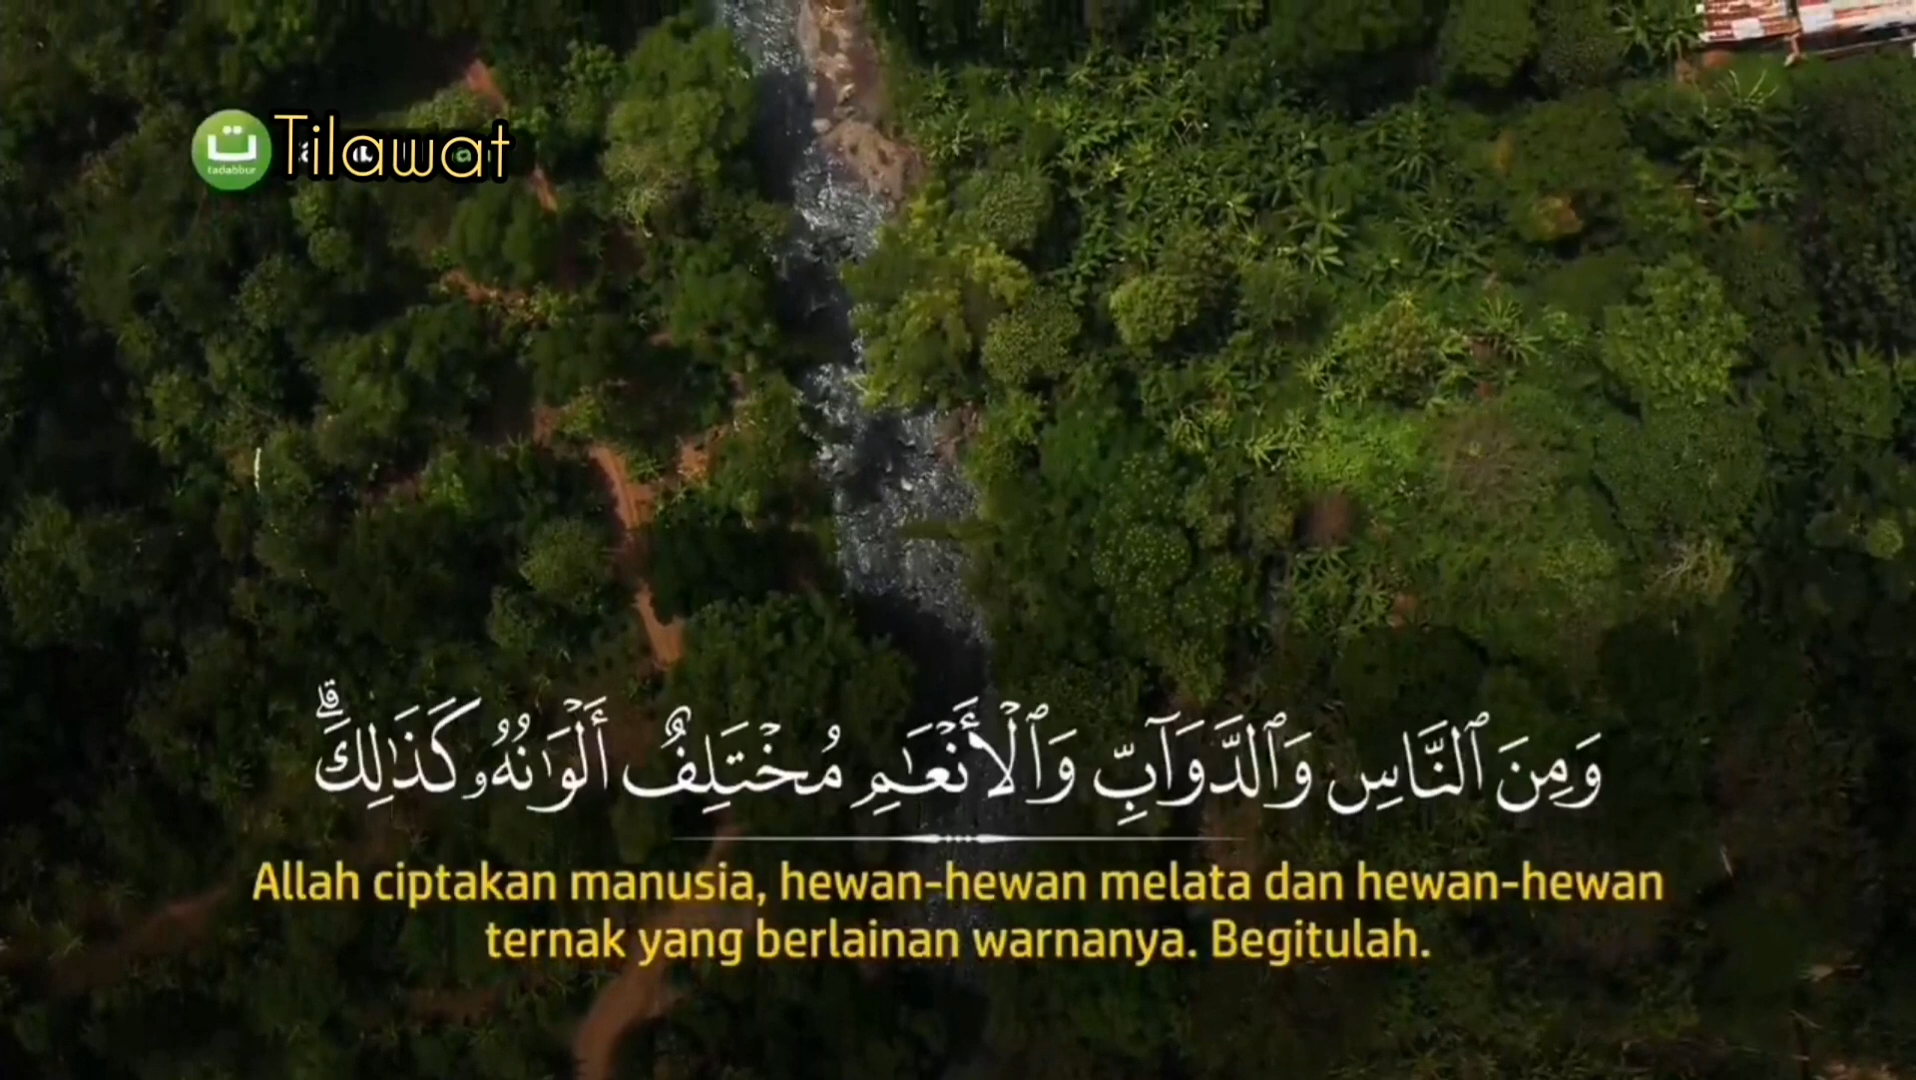 ت
tadabbur
Tilawat
وَمِنَ ٱلنَّاسِ وَٱلدَّوَآبِّ وَٱلْأَنْعَـٰمِ مُخْتَلِفٌ أَلْوَٰنُهُۥ كَذَٰلِكَ ۗ
Allah ciptakan manusia, hewan-hewan melata dan hewan-hewan
ternak yang berlainan warnanya. Begitulah.